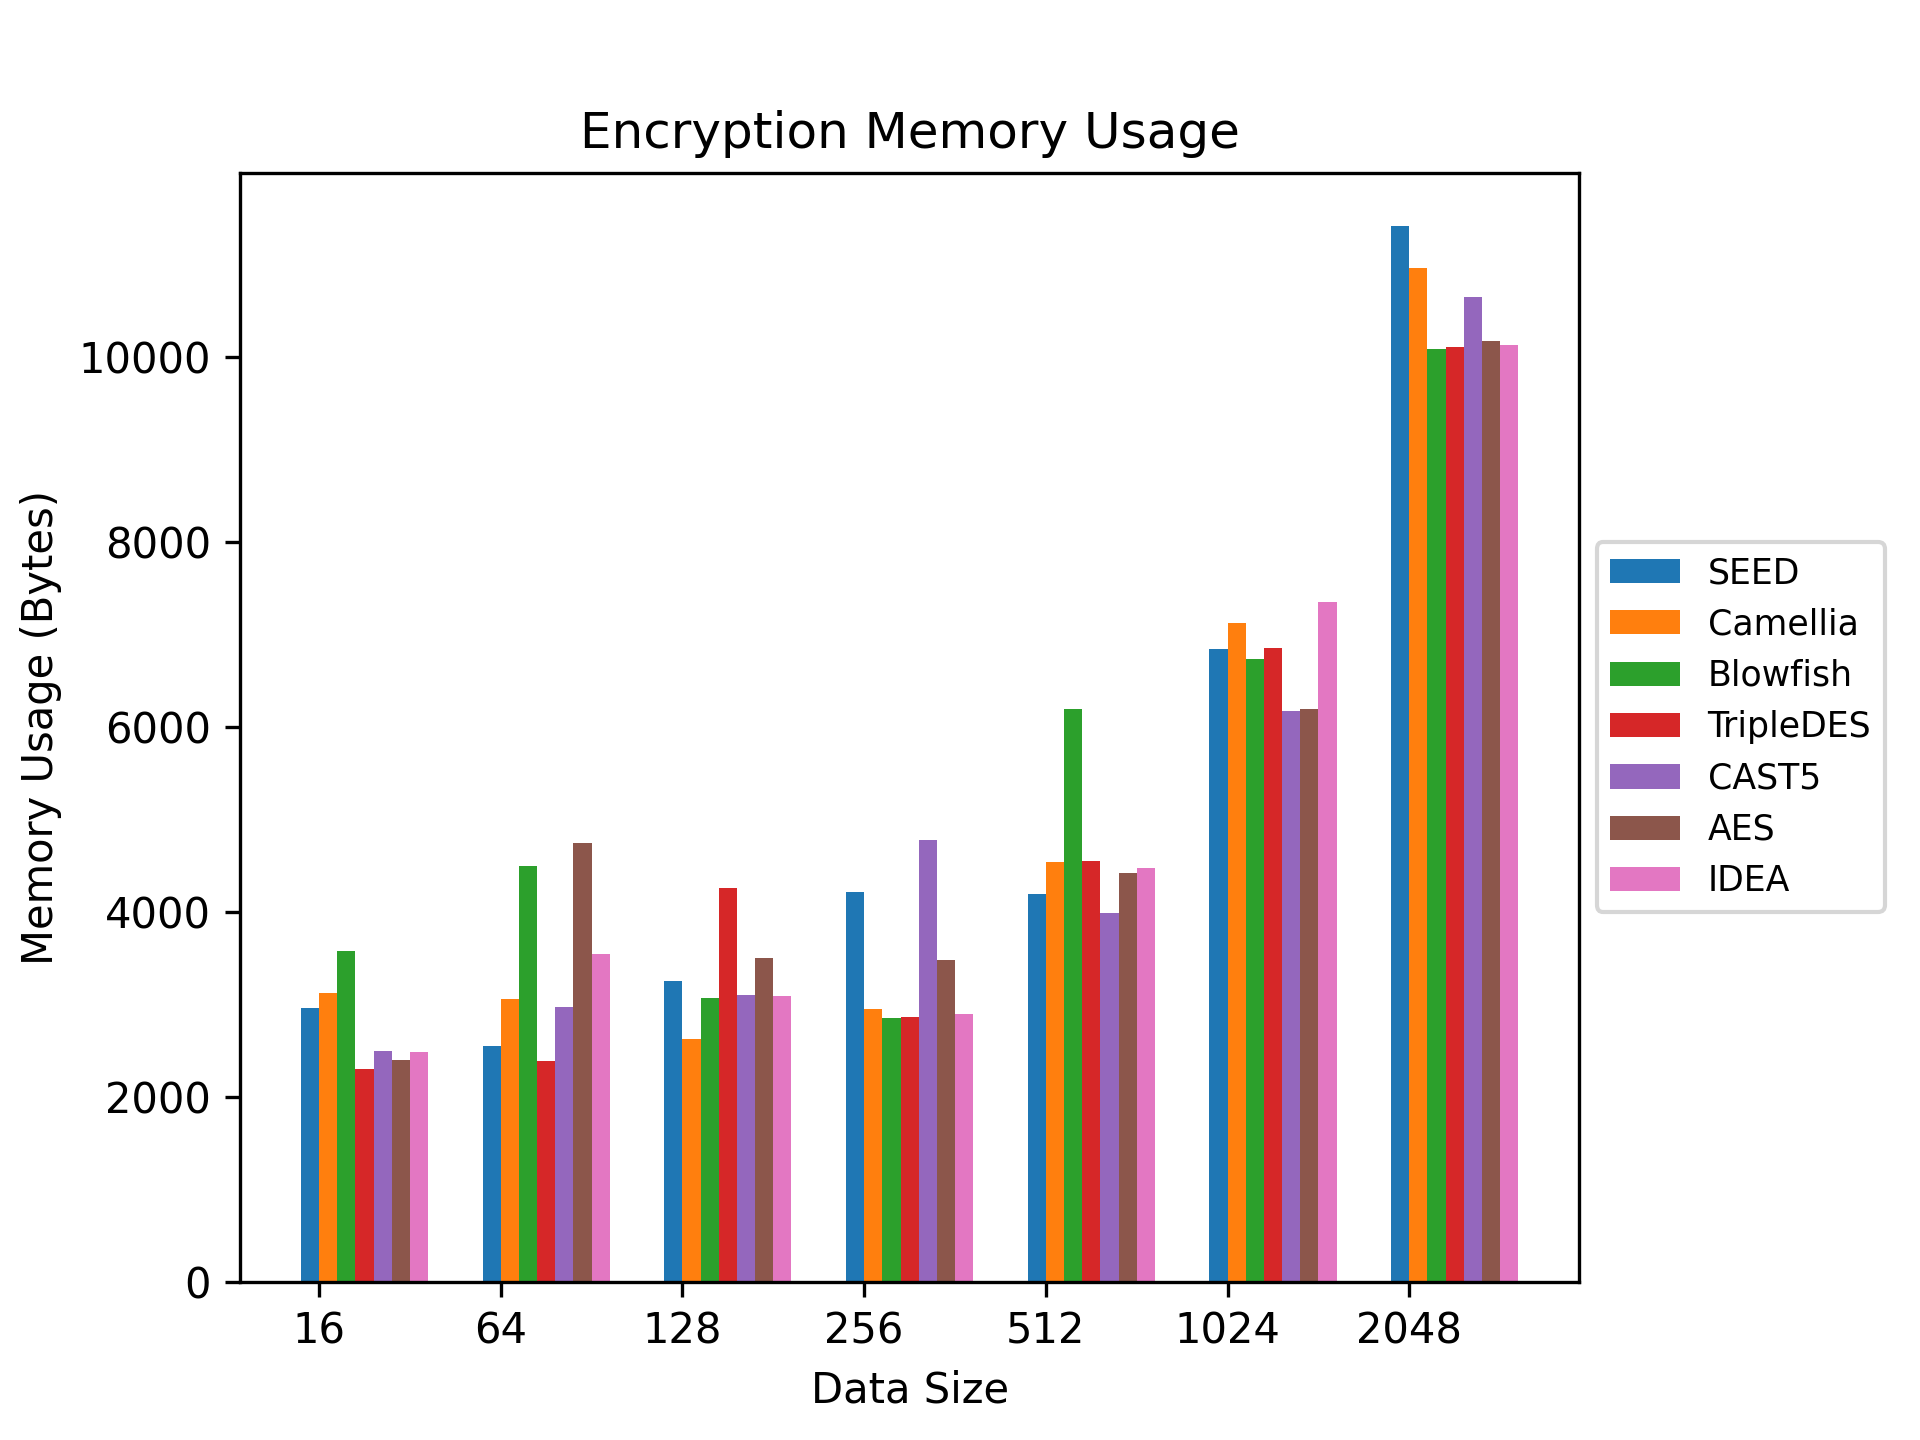 Encryption Memory Usage
Memory Usage (Bytes)
10000
8000
6000
4000
2000
0
16 64 128 256 512 1024 2048
Data Size
SEED
Camellia
Blowfish
TripleDES
CAST5
AES
IDEA